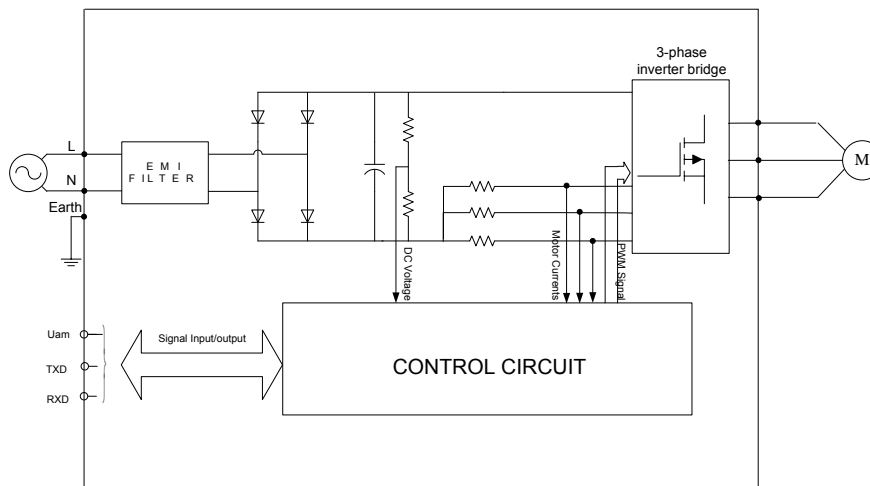 3-phase
inverter bridge
L
E M I
F I L T E R
N
Earth
M
DC Voltage
Motor Currents
PWM Signal
Uam
Signal Input/output
TXD
RXD
CONTROL CIRCUIT